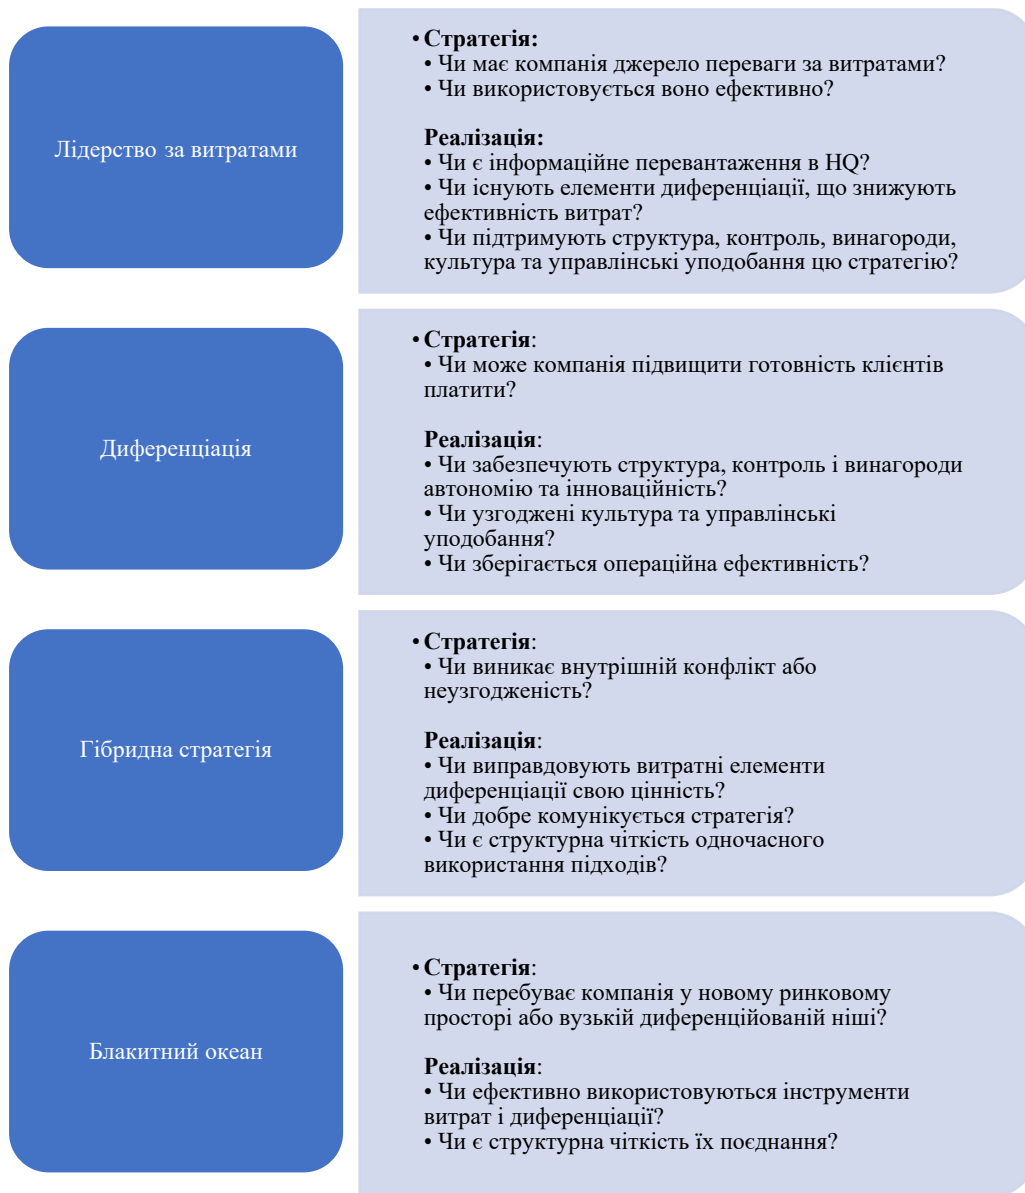 Лідерство за витратами
• Стратегія:
• Чи має компанія джерело переваги за витратами?
• Чи використовується воно ефективно?
Реалізація:
• Чи є інформаційне перевантаження в HQ?
• Чи існують елементи диференціації, що знижують
ефективність витрат?
• Чи підтримують структура, контроль, винагороди,
культура та управлінські уподобання цю стратегію?
Диференціація
• Стратегія:
• Чи може компанія підвищити готовність клієнтів
платити?
Реалізація:
• Чи забезпечують структура, контроль і винагороди
автономію та інноваційність?
• Чи узгоджені культура та управлінські
уподобання?
• Чи зберігається операційна ефективність?
Гібридна стратегія
• Стратегія:
• Чи виникає внутрішній конфлікт або
неузгодженість?
Реалізація:
• Чи виправдовують витратні елементи
диференціації свою цінність?
• Чи добре комунікується стратегія?
• Чи є структурна чіткість одночасного
використання підходів?
Блакитний океан
• Стратегія:
• Чи перебуває компанія у новому ринковому
просторі або вузькій диференційованій ніші?
Реалізація:
• Чи ефективно використовуються інструменти
витрат і диференціації?
• Чи є структурна чіткість їх поєднання?